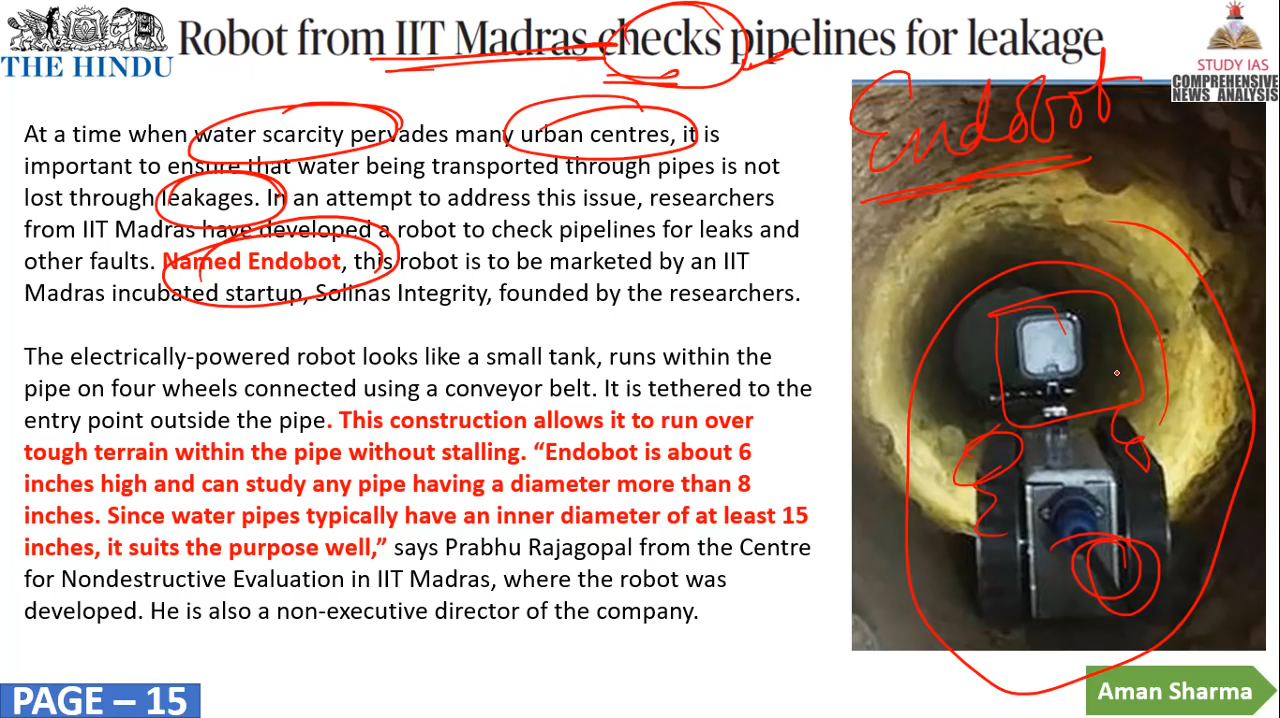 Robot from IIT Madras checks pipelines for leakage
THE HINDU
STUDY IAS
COMPREHENSIVE
NEWS ANALYSIS
Endobot
At a time when water scarcity pervades many urban centres, it is
important to ensure that water being transported through pipes is not
lost through leakages. In an attempt to address this issue, researchers
from IIT Madras have developed a robot to check pipelines for leaks and
other faults. Named Endobot, this robot is to be marketed by an IIT
Madras incubated startup, Solinas Integrity, founded by the researchers.
The electrically-powered robot looks like a small tank, runs within the
pipe on four wheels connected using a conveyor belt. It is tethered to the
entry point outside the pipe. This construction allows it to run over
tough terrain within the pipe without stalling. “Endobot is about 6
inches high and can study any pipe having a diameter more than 8
inches. Since water pipes typically have an inner diameter of at least 15
inches, it suits the purpose well,” says Prabhu Rajagopal from the Centre
for Nondestructive Evaluation in IIT Madras, where the robot was
developed. He is also a non-executive director of the company.
PAGE – 15
Aman Sharma